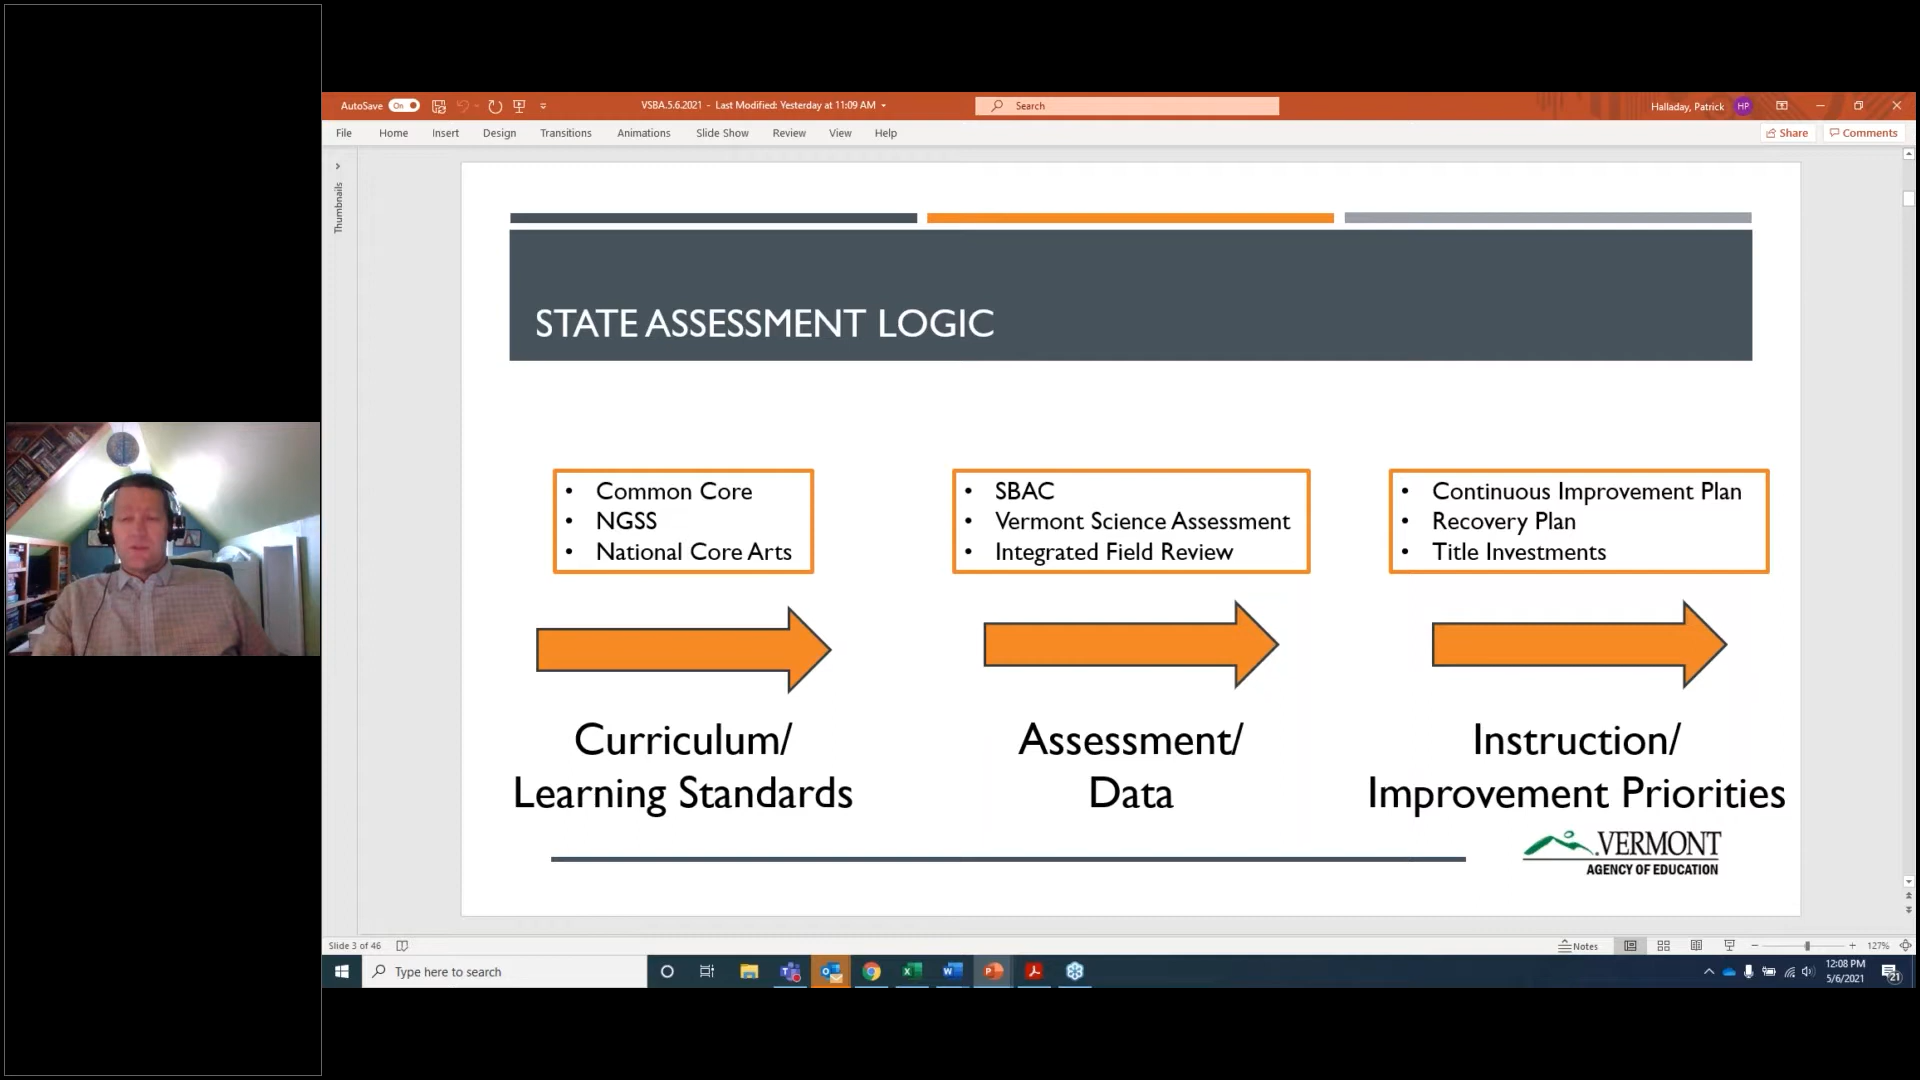 AutoSave On
VSBA.5.6.2021 - Last Modified: Yesterday at 11:09 AM
Search
Halladay, Patrick HP
File Home Insert Design Transitions Animations Slide Show Review View Help
Share Comments
Thumbnails
STATE ASSESSMENT LOGIC
• Common Core
• NGSS
• National Core Arts
• SBAC
• Vermont Science Assessment
• Integrated Field Review
• Continuous Improvement Plan
• Recovery Plan
• Title Investments
Curriculum/
Learning Standards
Assessment/
Data
Instruction/
Improvement Priorities
VERMONT
AGENCY OF EDUCATION
Slide 3 of 46
Notes
127%
Type here to search
12:08 PM
5/6/2021
21